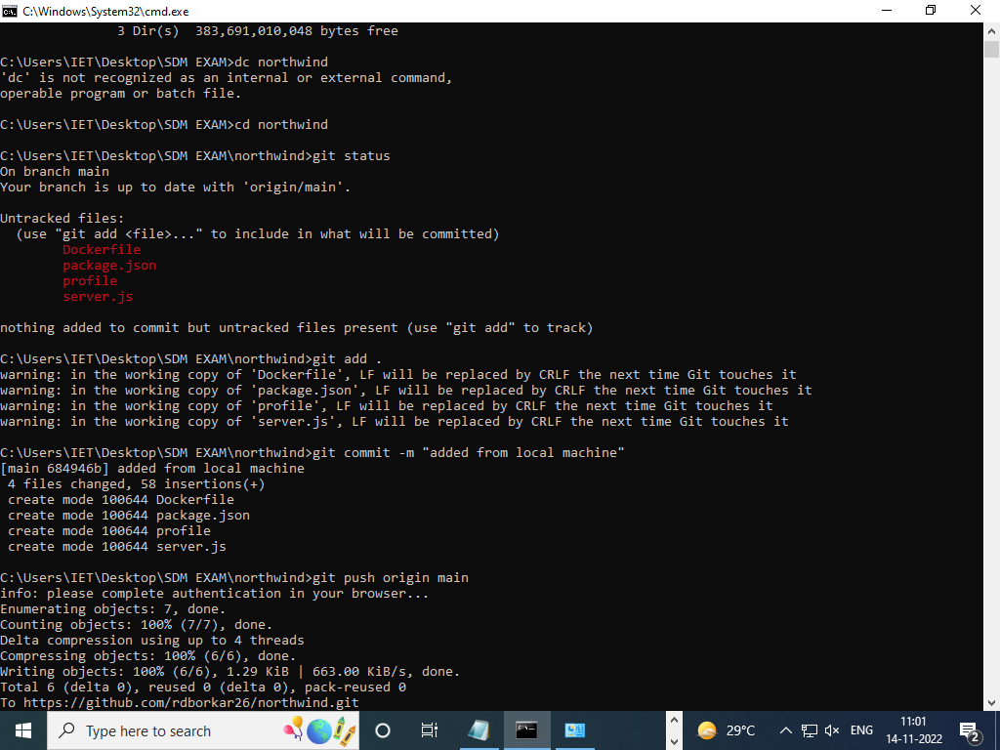 C:\Windows\System32\cmd.exe
3 Dir(s)  383,691,010,048 bytes free
C:\Users\IET\Desktop\SDM EXAM>dc northwind
'dc' is not recognized as an internal or external command,
operable program or batch file.
C:\Users\IET\Desktop\SDM EXAM>cd northwind
C:\Users\IET\Desktop\SDM EXAM\northwind>git status
On branch main
Your branch is up to date with 'origin/main'.
Untracked files:
  (use "git add <file>..." to include in what will be committed)
        Dockerfile
        package.json
        profile
        server.js
nothing added to commit but untracked files present (use "git add" to track)
C:\Users\IET\Desktop\SDM EXAM\northwind>git add .
warning: in the working copy of 'Dockerfile', LF will be replaced by CRLF the next time Git touches it
warning: in the working copy of 'package.json', LF will be replaced by CRLF the next time Git touches it
warning: in the working copy of 'profile', LF will be replaced by CRLF the next time Git touches it
warning: in the working copy of 'server.js', LF will be replaced by CRLF the next time Git touches it
C:\Users\IET\Desktop\SDM EXAM\northwind>git commit -m "added from local machine"
[main 684946b] added from local machine
 4 files changed, 58 insertions(+)
 create mode 100644 Dockerfile
 create mode 100644 package.json
 create mode 100644 profile
 create mode 100644 server.js
C:\Users\IET\Desktop\SDM EXAM\northwind>git push origin main
info: please complete authentication in your browser...
Enumerating objects: 7, done.
Counting objects: 100% (7/7), done.
Delta compression using up to 4 threads
Compressing objects: 100% (6/6), done.
Writing objects: 100% (6/6), 1.29 KiB | 663.00 KiB/s, done.
Total 6 (delta 0), reused 0 (delta 0), pack-reused 0
To https://github.com/rdborkar26/northwind.git
Type here to search
29°C
ENG
11:01
14-11-2022
2